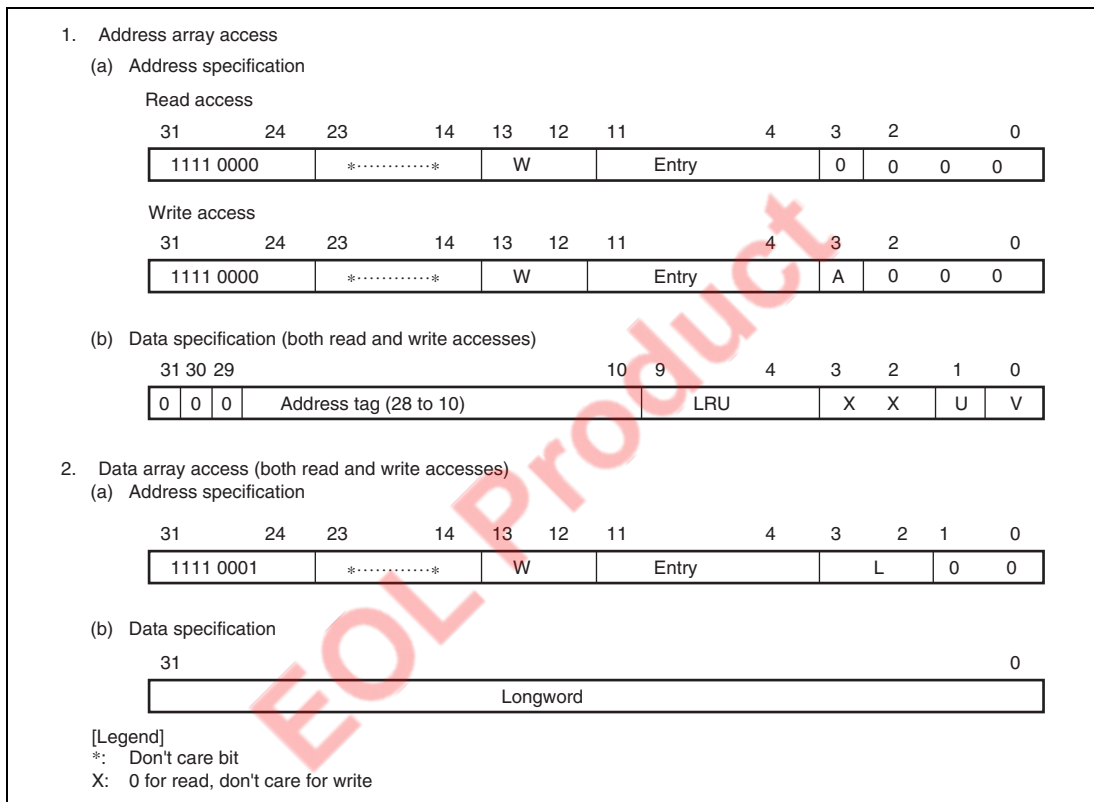 1. Address array access
(a) Address specification
Read access
31 24 23 14 13 12 11 4 3 2 0
1111 0000 *············* W Entry 0 0 0 0
Write access
31 24 23 14 13 12 11 4 3 2 0
1111 0000 *············* W Entry A 0 0 0
(b) Data specification (both read and write accesses)
31 30 29 10 9 4 3 2 1 0
0 0 0 Address tag (28 to 10) LRU X X U V
2. Data array access (both read and write accesses)
(a) Address specification
31 24 23 14 13 12 11 4 3 2 1 0
1111 0001 *············* W Entry L 0 0
(b) Data specification
31 0
Longword
[Legend]
*: Don't care bit
X: 0 for read, don't care for write
EOL Product